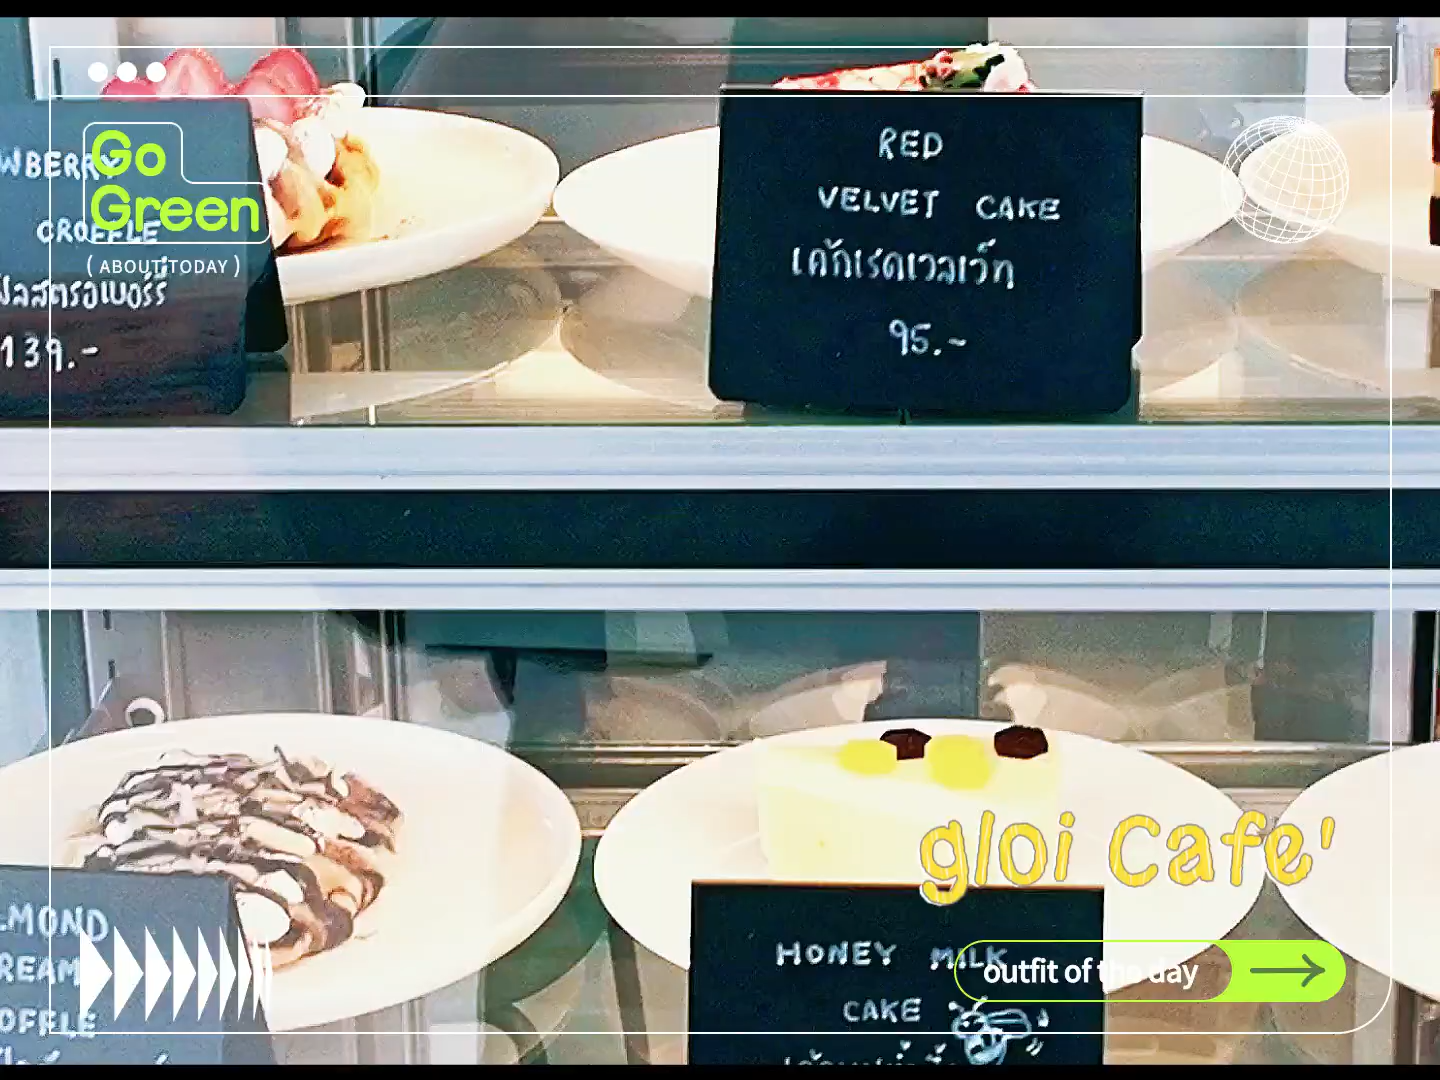 Go
Green
( ABOUT TODAY )
WBERRY
CROFFLE
139.-
RED
VELVET CAKE
เค้กเรดเวลเว็ท
95.-
gloi Cafe'
outfit of the day
HONEY MILK
CAKE
LMOND
REAM
OFFLE